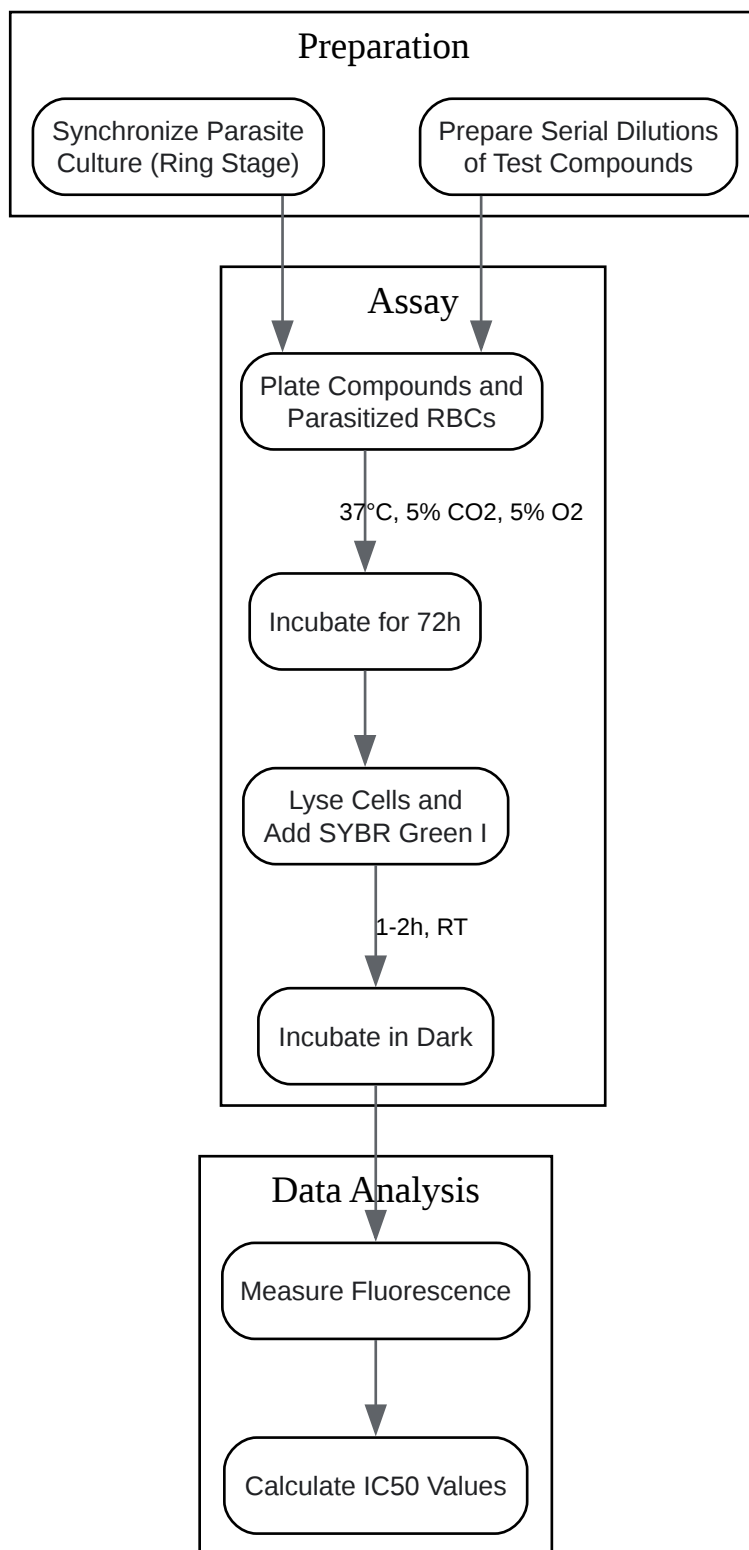 Preparation
Synchronize Parasite
Culture (Ring Stage)
Prepare Serial Dilutions
of Test Compounds
Assay
Plate Compounds and
Parasitized RBCs
37°C, 5% CO2, 5% O2
Incubate for 72h
Lyse Cells and
Add SYBR Green I
1-2h, RT
Incubate in Dark
Data Analysis
Measure Fluorescence
Calculate IC50 Values